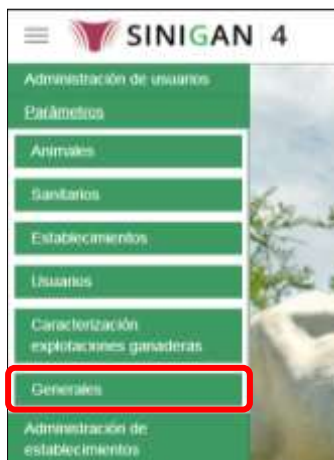 SINIGAN 4
Administración de usuarios
Parámetros
Animales
Sanitarios
Establecimientos
Usuarios
Caracterización
explotaciones ganaderas
Generales
Administración de
establecimientos